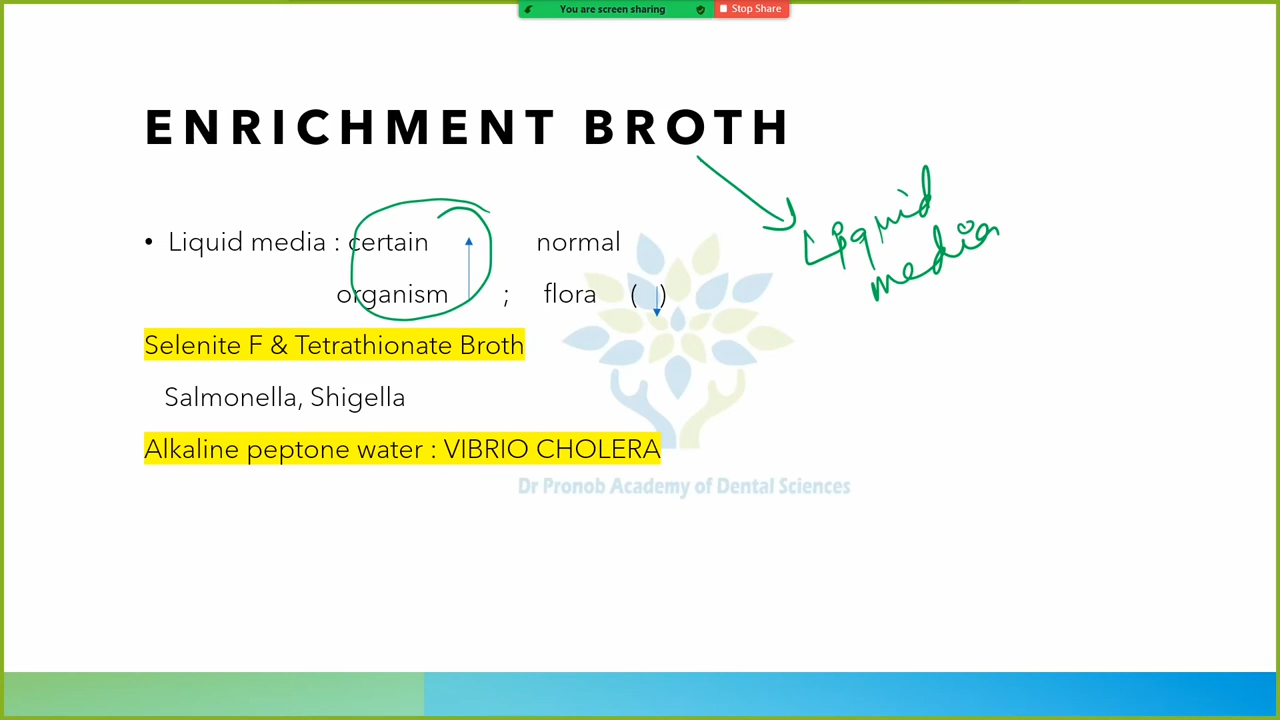 You are screen sharing Stop Share
ENRICHMENT BROTH
Liquid
media
• Liquid media : certain normal
organism ; flora ( )
Selenite F & Tetrathionate Broth
Salmonella, Shigella
Alkaline peptone water : VIBRIO CHOLERA
Dr Pronob Academy of Dental Sciences